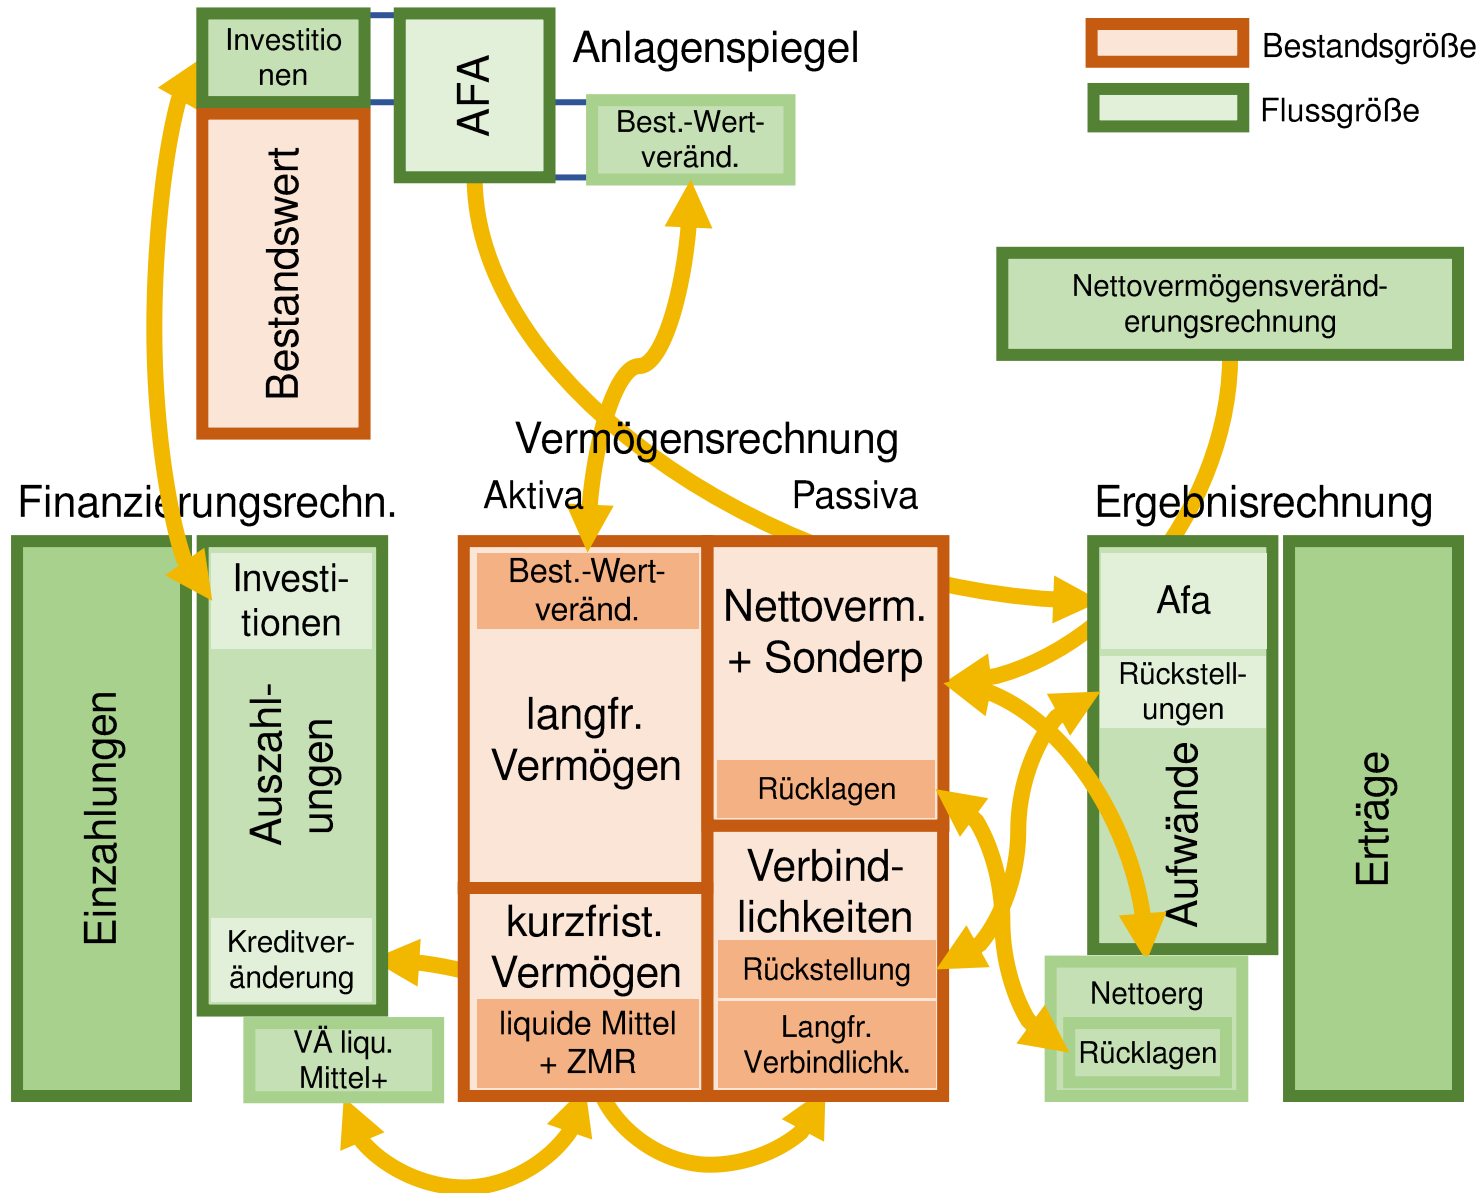 Investitio
nen
AFA
Anlagenspiegel
Best.-Wert-
veränd.
Bestandswert
Bestandsgröße
Flussgröße
Nettovermögensveränd-
erungsrechnung
Finanzierungsrechn.
Vermögensrechnung
Aktiva
Passiva
Ergebnisrechnung
Einzahlungen
Investi-
tionen
Auszahl-
ungen
Kreditver-
änderung
VÄ liqu.
Mittel+
Best.-Wert-
veränd.
langfr.
Vermögen
kurzfrist.
Vermögen
liquide Mittel
+ ZMR
Nettoverm.
+ Sonderp
Rücklagen
Verbind-
lichkeiten
Rückstellung
Langfr.
Verbindlichk.
Afa
Rückstell-
ungen
Aufwände
Nettoerg
Rücklagen
Erträge